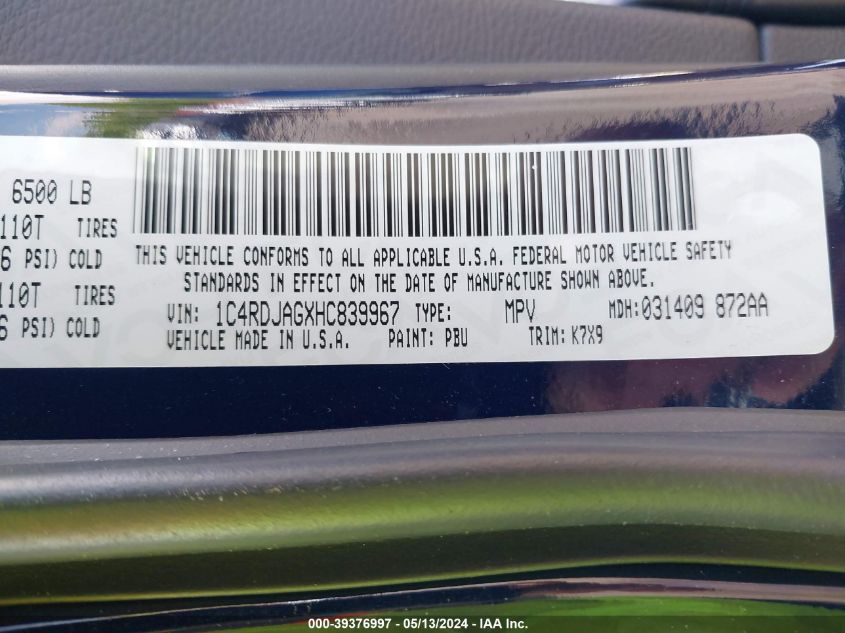 6500 LB
110T TIRES
6 PSI) COLD
110T TIRES
6 PSI) COLD
THIS VEHICLE CONFORMS TO ALL APPLICABLE U.S.A. FEDERAL MOTOR VEHICLE SAFETY
STANDARDS IN EFFECT ON THE DATE OF MANUFACTURE SHOWN ABOVE.
VIN: 1C4RDJAGXHC839967 TYPE: MPV MDH:031409 872AA
VEHICLE MADE IN U.S.A. PAINT: PBU TRIM: K7X9
000-39376997 - 05/13/2024 - IAA Inc.